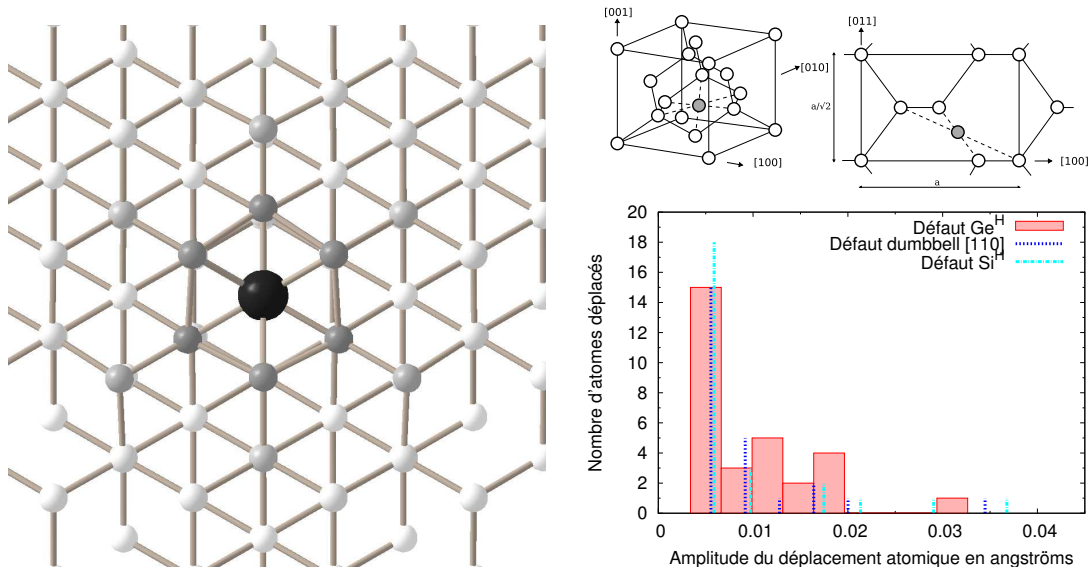 [001]
[010]
[100]
[011]
a/√2
[100]
a
Défaut Ge^H
Défaut dumbbell [110]
Défaut Si^H
Nombre d'atomes déplacés
20
18
16
14
12
10
8
6
4
2
0
0 0.01 0.02 0.03 0.04
Amplitude du déplacement atomique en angströms